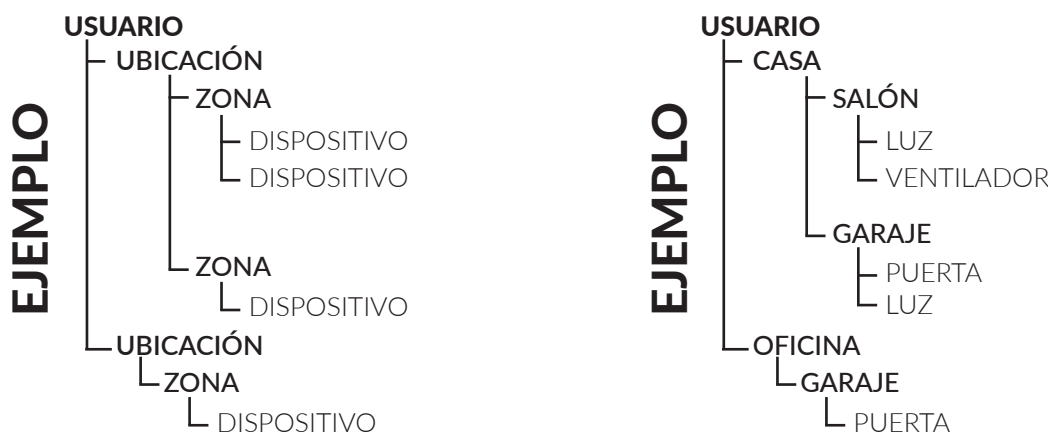 EJEMPLO
USUARIO
UBICACIÓN
ZONA
DISPOSITIVO
DISPOSITIVO
ZONA
DISPOSITIVO
UBICACIÓN
ZONA
DISPOSITIVO
EJEMPLO
USUARIO
CASA
SALÓN
LUZ
VENTILADOR
GARAJE
PUERTA
LUZ
OFICINA
GARAJE
PUERTA